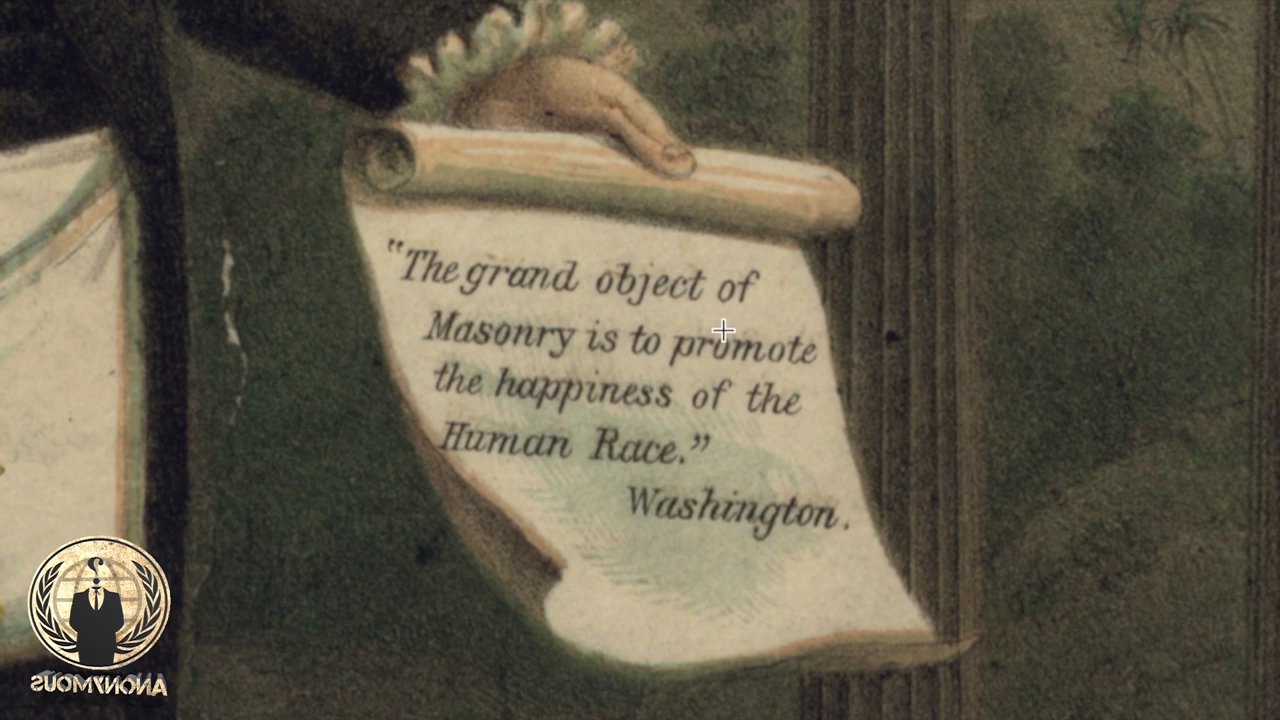 "The grand object of
Masonry is to promote
the happiness of the
Human Race."
Washington.
ANONYMOUS